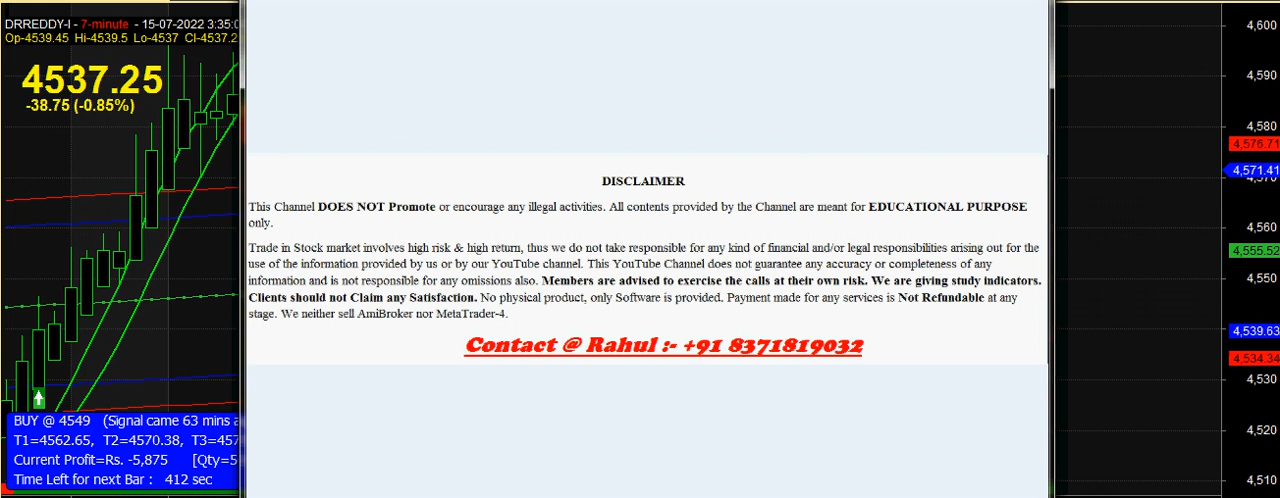 DRREDDY-I - 7-minute - 15-07-2022 3:35:0
Op-4539.45 Hi-4539.5 Lo-4537 Cl-4537.2
4537.25
-38.75 (-0.85%)
BUY @ 4549 (Signal came 63 mins a
T1=4562.65, T2=4570.38, T3=457
Current Profit=Rs. -5,875 [Qty=5
Time Left for next Bar : 412 sec
DISCLAIMER
This Channel DOES NOT Promote or encourage any illegal activities. All contents provided by the Channel are meant for EDUCATIONAL PURPOSE
only.
Trade in Stock market involves high risk & high return, thus we do not take responsible for any kind of financial and/or legal responsibilities arising out for the
use of the information provided by us or by our YouTube channel. This YouTube Channel does not guarantee any accuracy or completeness of any
information and is not responsible for any omissions also. Members are advised to exercise the calls at their own risk. We are giving study indicators.
Clients should not Claim any Satisfaction. No physical product, only Software is provided. Payment made for any services is Not Refundable at any
stage. We neither sell AmiBroker nor MetaTrader-4.
Contact @ Rahul :- +91 8371819032
4,600
4,590
4,580
4,576.71
4,571.41
4,560
4,555.52
4,550
4,539.63
4,534.34
4,530
4,520
4,510